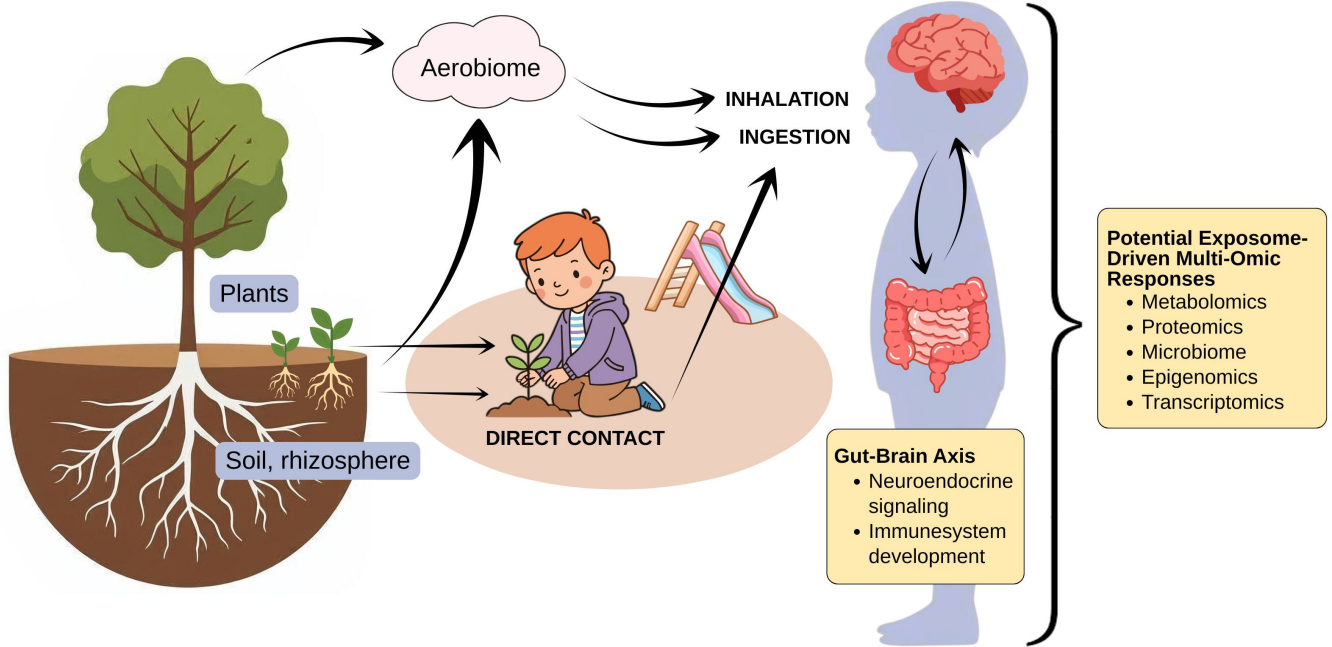 Aerobiome
INHALATION
INGESTION
Plants
Soil, rhizosphere
DIRECT CONTACT
Gut-Brain Axis
• Neuroendocrine
signaling
• Immunesystem
development
Potential Exposome-
Driven Multi-Omic
Responses
• Metabolomics
• Proteomics
• Microbiome
• Epigenomics
• Transcriptomics